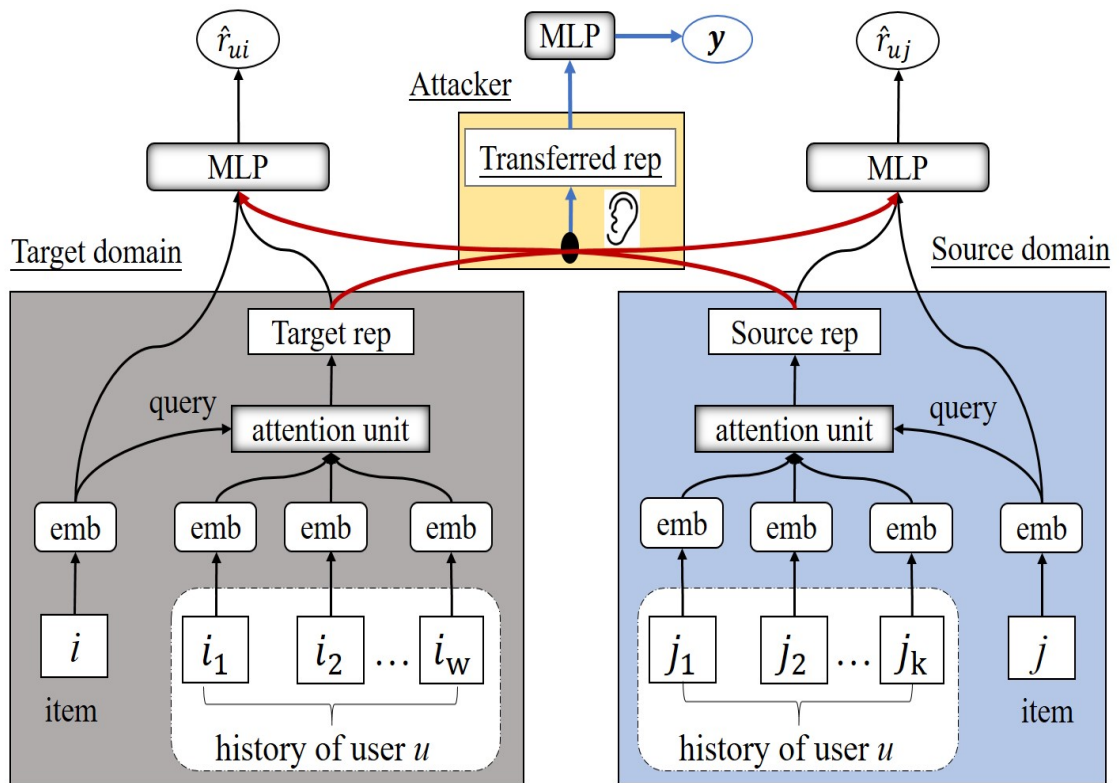 r̂ui
MLP
y
r̂uj
Attacker
MLP
Transferred rep
MLP
Target domain
Source domain
Target rep
Source rep
query
attention unit
attention unit
query
emb
emb
emb
emb
emb
emb
emb
emb
i
i1
i2
...
iw
j1
j2
...
jk
j
item
history of user u
history of user u
item